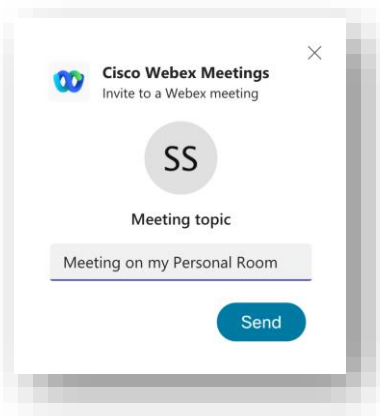 Cisco Webex Meetings
Invite to a Webex meeting
SS
Meeting topic
Meeting on my Personal Room
Send